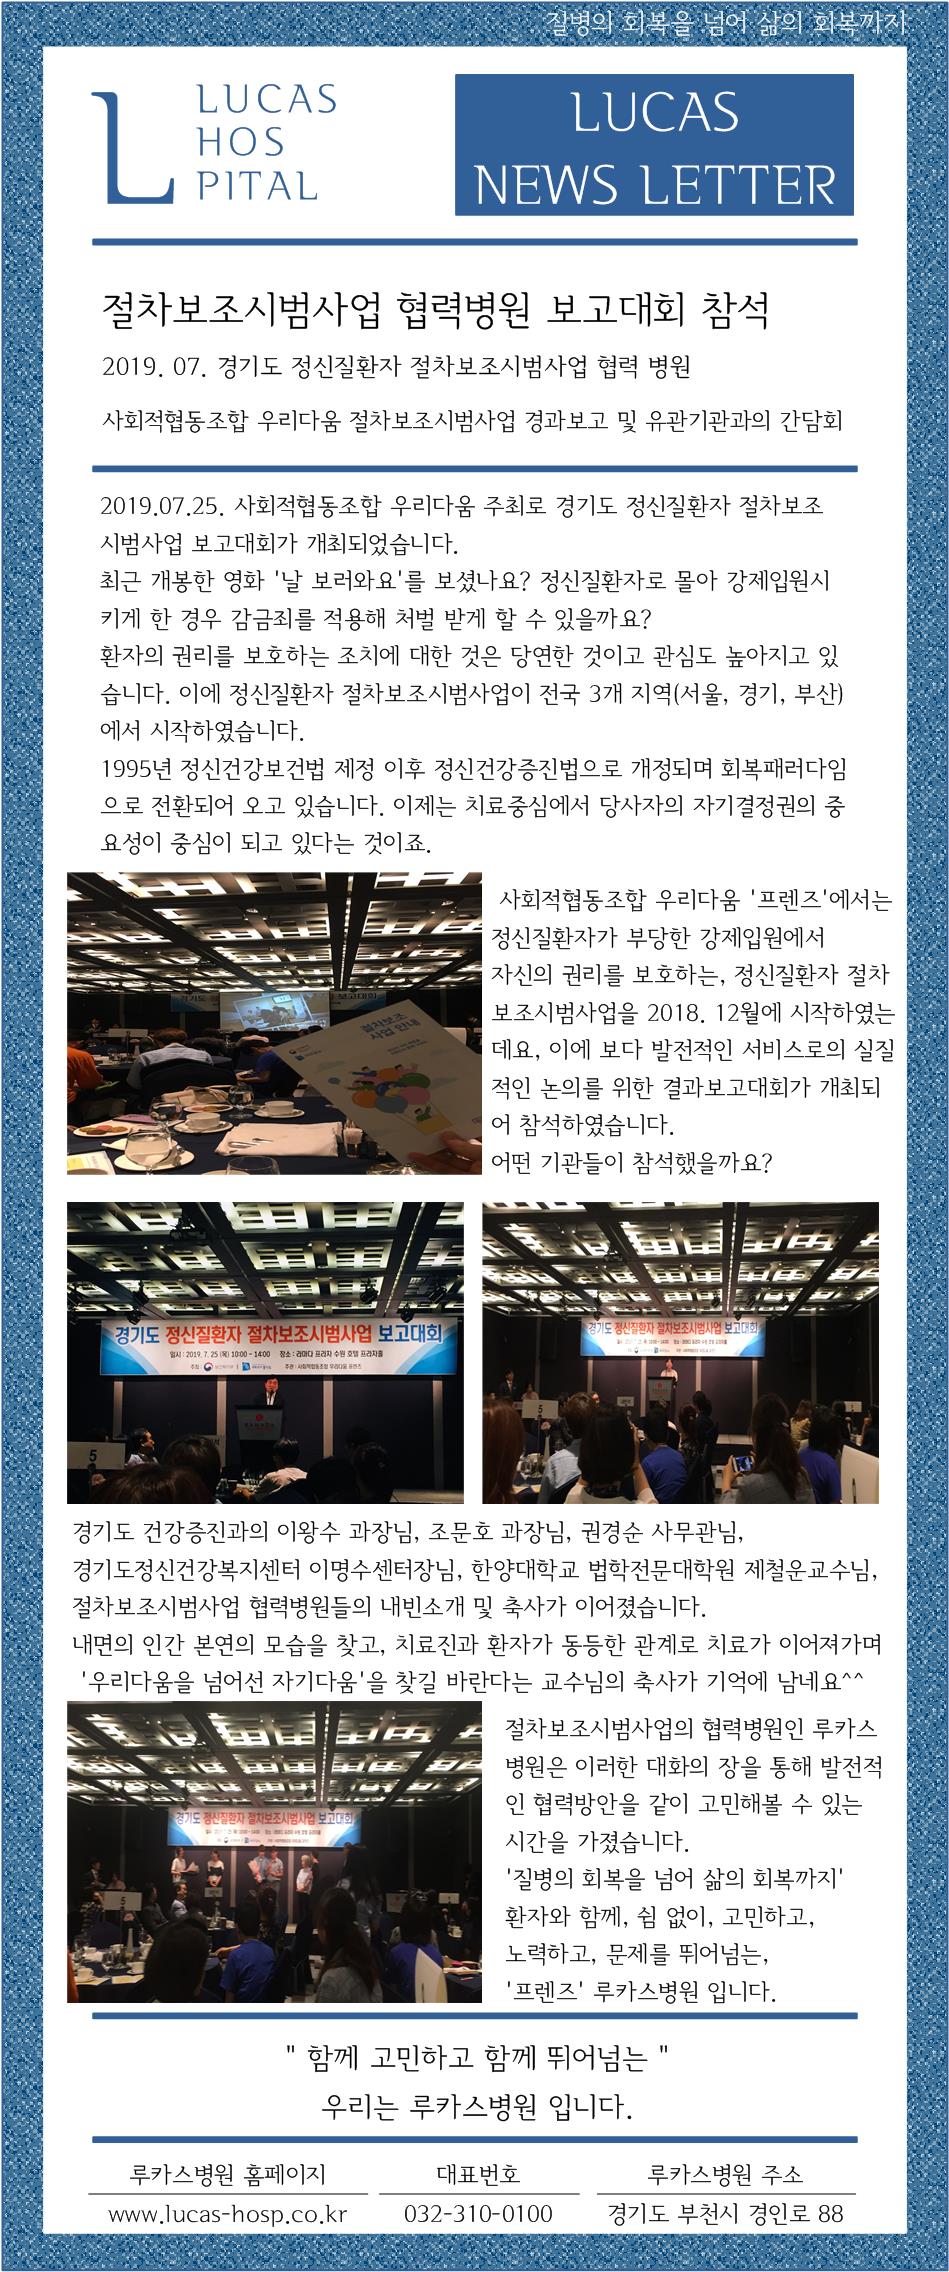 질병의 회복을 넘어 삶의 회복까지
LUCAS
HOS
PITAL
LUCAS
NEWS LETTER
절차보조시범사업 협력병원 보고대회 참석
2019. 07. 경기도 정신질환자 절차보조시범사업 협력 병원
사회적협동조합 우리다움 절차보조시범사업 경과보고 및 유관기관과의 간담회
2019.07.25. 사회적협동조합 우리다움 주최로 경기도 정신질환자 절차보조
시범사업 보고대회가 개최되었습니다.
최근 개봉한 영화 '날 보러와요'를 보셨나요? 정신질환자로 몰아 강제입원시
키게 한 경우 감금죄를 적용해 처벌 받게 할 수 있을까요?
환자의 권리를 보호하는 조치에 대한 것은 당연한 것이고 관심도 높아지고 있
습니다. 이에 정신질환자 절차보조시범사업이 전국 3개 지역(서울, 경기, 부산)
에서 시작하였습니다.
1995년 정신건강보건법 제정 이후 정신건강증진법으로 개정되며 회복패러다임
으로 전환되어 오고 있습니다. 이제는 치료중심에서 당사자의 자기결정권의 중
요성이 중심이 되고 있다는 것이죠.
경기도
보고대회
절차보조
사업 안내
사회적협동조합 우리다움 '프렌즈'에서는
정신질환자가 부당한 강제입원에서
자신의 권리를 보호하는, 정신질환자 절차
보조시범사업을 2018. 12월에 시작하였는
데요, 이에 보다 발전적인 서비스로의 실질
적인 논의를 위한 결과보고대회가 개최되
어 참석하였습니다.
어떤 기관들이 참석했을까요?
경기도 정신질환자 절차보조시범사업 보고대회
일시 : 2019. 7. 25 (목) 10:00 - 14:00 장소 : 라마다 프라자 수원 호텔 프라자홀
주최 : 보건복지부 주관 : 사회적협동조합 우리다움 프렌즈
RAMADA
5
경기도 정신질환자 절차보조시범사업 보고대회
5
경기도 건강증진과의 이왕수 과장님, 조문호 과장님, 권경순 사무관님,
경기도정신건강복지센터 이명수센터장님, 한양대학교 법학전문대학원 제철운교수님,
절차보조시범사업 협력병원들의 내빈소개 및 축사가 이어졌습니다.
내면의 인간 본연의 모습을 찾고, 치료진과 환자가 동등한 관계로 치료가 이어져가며
'우리다움을 넘어선 자기다움'을 찾길 바란다는 교수님의 축사가 기억에 남네요^^
경기도 정신질환자 절차보조시범사업 보고대회
5
절차보조시범사업의 협력병원인 루카스
병원은 이러한 대화의 장을 통해 발전적
인 협력방안을 같이 고민해볼 수 있는
시간을 가졌습니다.
'질병의 회복을 넘어 삶의 회복까지'
환자와 함께, 쉼 없이, 고민하고,
노력하고, 문제를 뛰어넘는,
'프렌즈' 루카스병원 입니다.
" 함께 고민하고 함께 뛰어넘는 "
우리는 루카스병원 입니다.
루카스병원 홈페이지 대표번호 루카스병원 주소
www.lucas-hosp.co.kr 032-310-0100 경기도 부천시 경인로 88